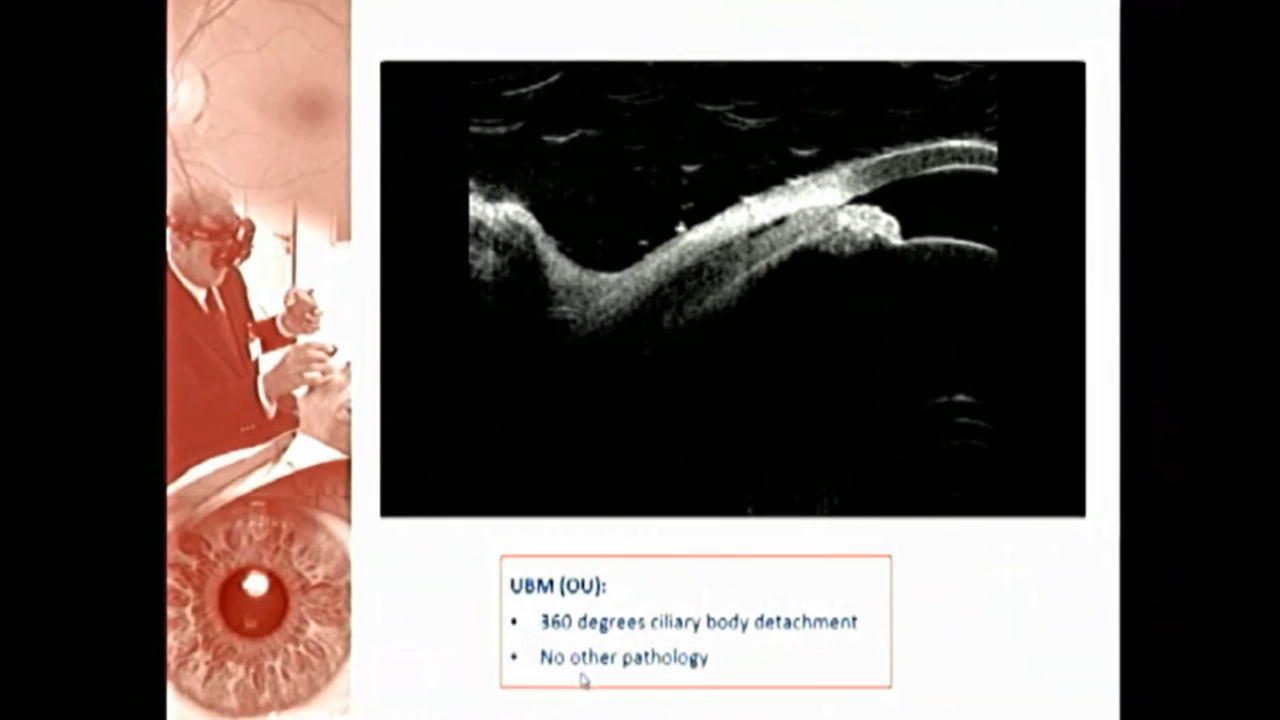 UBM (OU):
• 360 degrees ciliary body detachment
• No other pathology